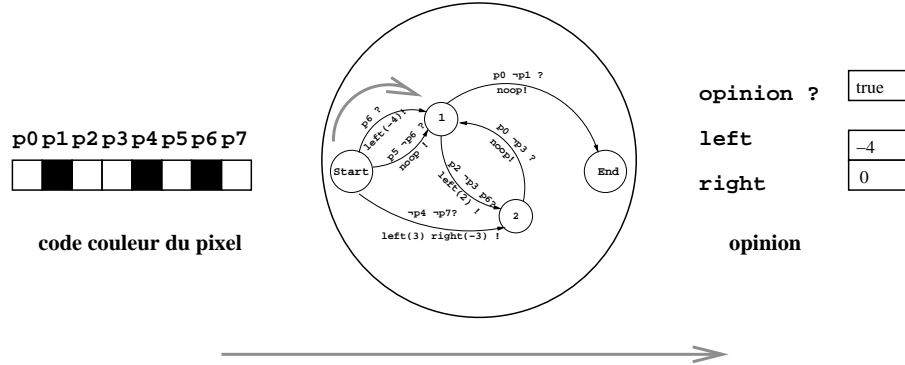 p0 p1 p2 p3 p4 p5 p6 p7
code couleur du pixel
p6 ?
left(-4)!
p5 ¬p6 ?
noop !
p0 ¬p1 ?
noop!
1
p0 ¬p3 ?
noop!
Start
End
p2 ¬p3 p6?
left(2) !
2
¬p4 ¬p7?
left(3) right(-3) !
opinion ? true
left −4
right 0
opinion